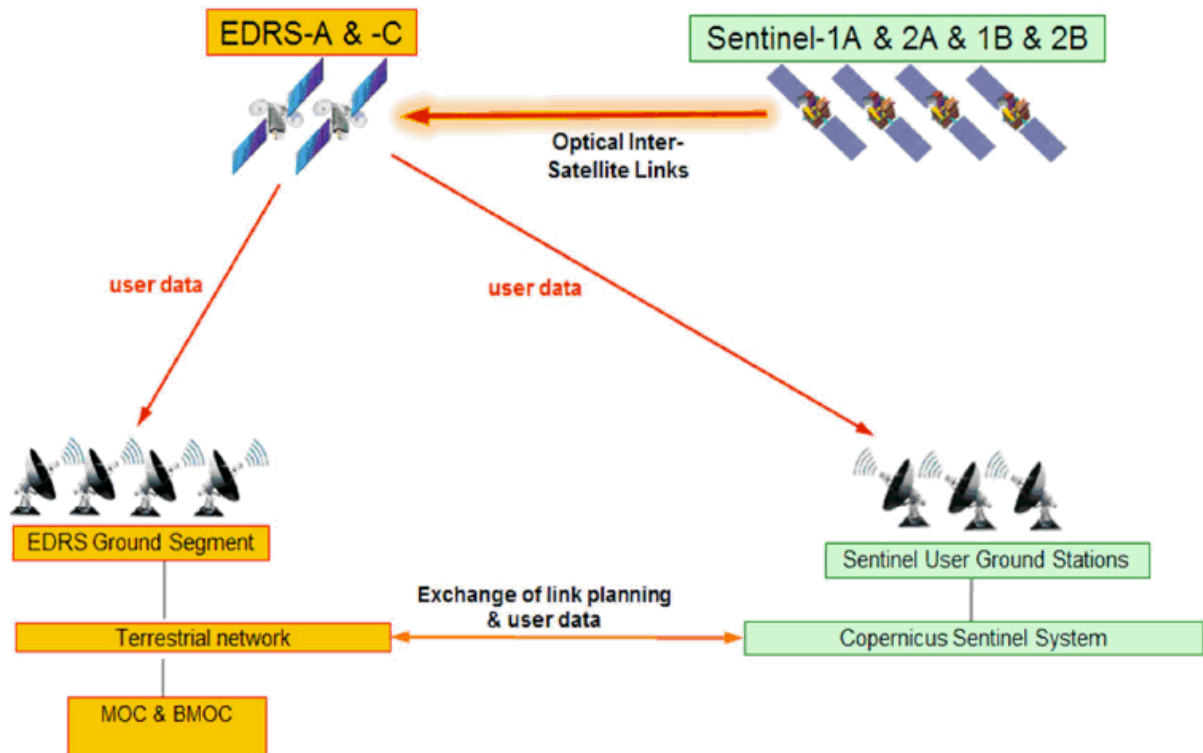 EDRS-A & -C
Sentinel-1A & 2A & 1B & 2B
Optical Inter-
Satellite Links
user data
user data
EDRS Ground Segment
Sentinel User Ground Stations
Exchange of link planning
& user data
Terrestrial network
Copernicus Sentinel System
MOC & BMOC